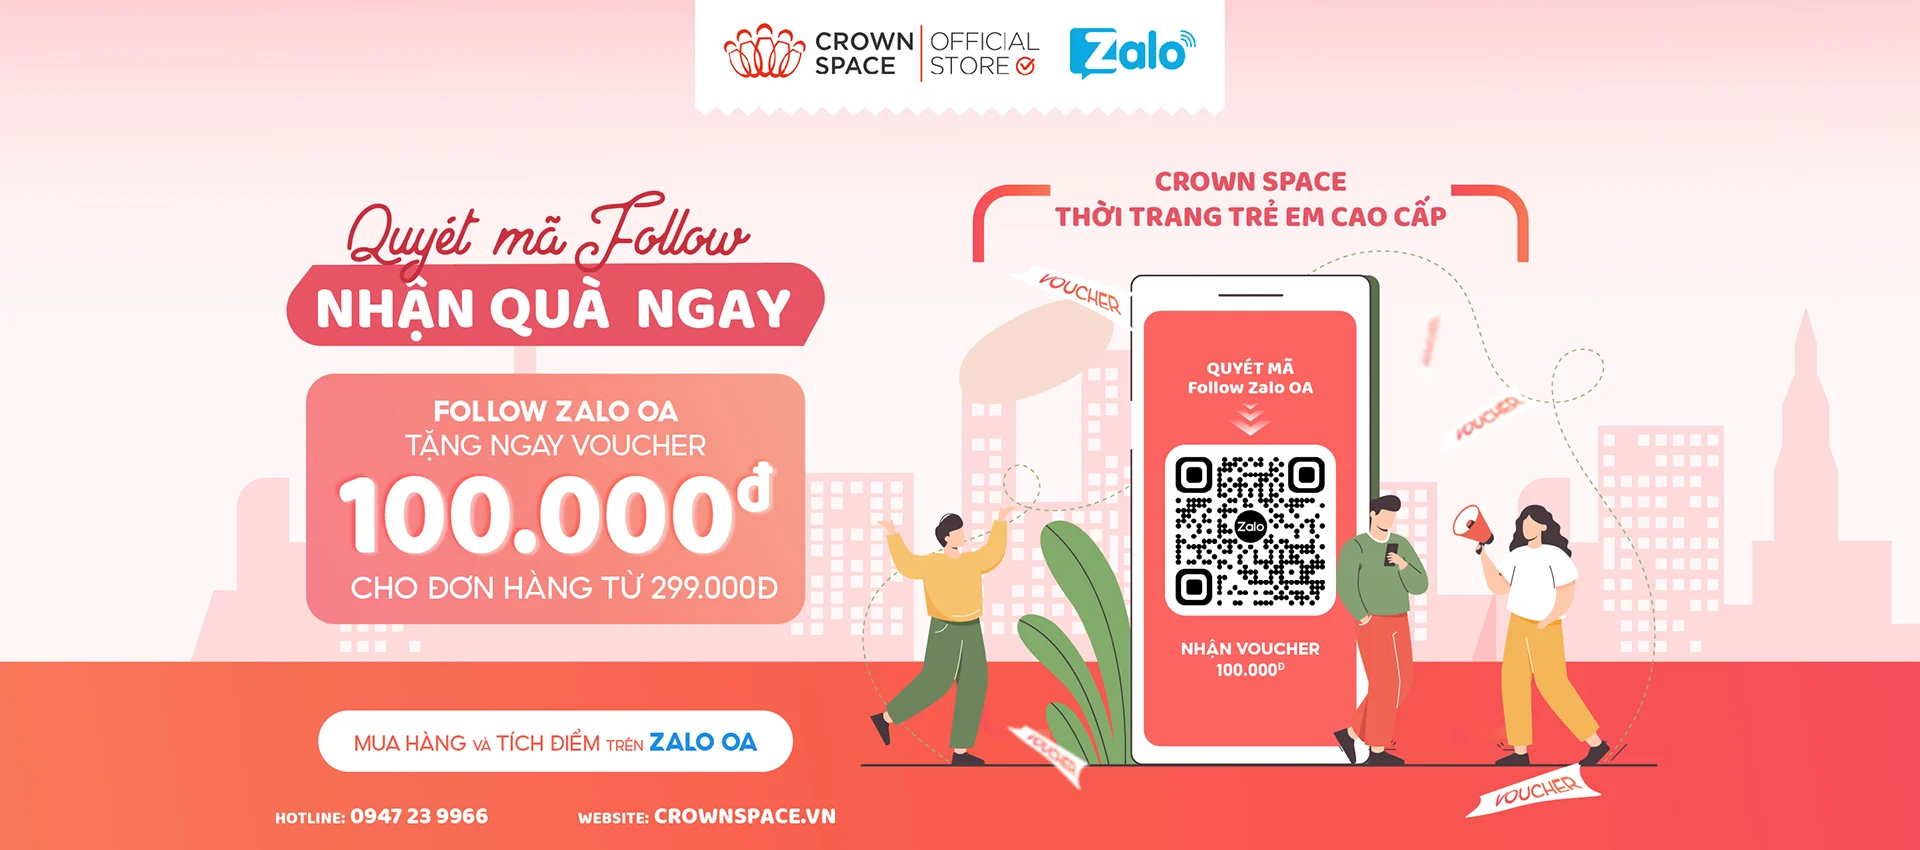 CROWN SPACE
OFFICIAL STORE
Zalo
Quyét mã Follow
NHẬN QUÀ NGAY
FOLLOW ZALO OA
TẶNG NGAY VOUCHER
100.000đ
CHO ĐƠN HÀNG TỪ 299.000Đ
MUA HÀNG VÀ TÍCH ĐIỂM TRÊN ZALO OA
HOTLINE: 0947 23 9966
WEBSITE: CROWNSPACE.VN
CROWN SPACE
THỜI TRANG TRẺ EM CAO CẤP
VOUCHER
QUYÉT MÃ
Follow Zalo OA
Zalo
NHẬN VOUCHER
100.000Đ
VOUCHER
VOUCHER
VOUCHER